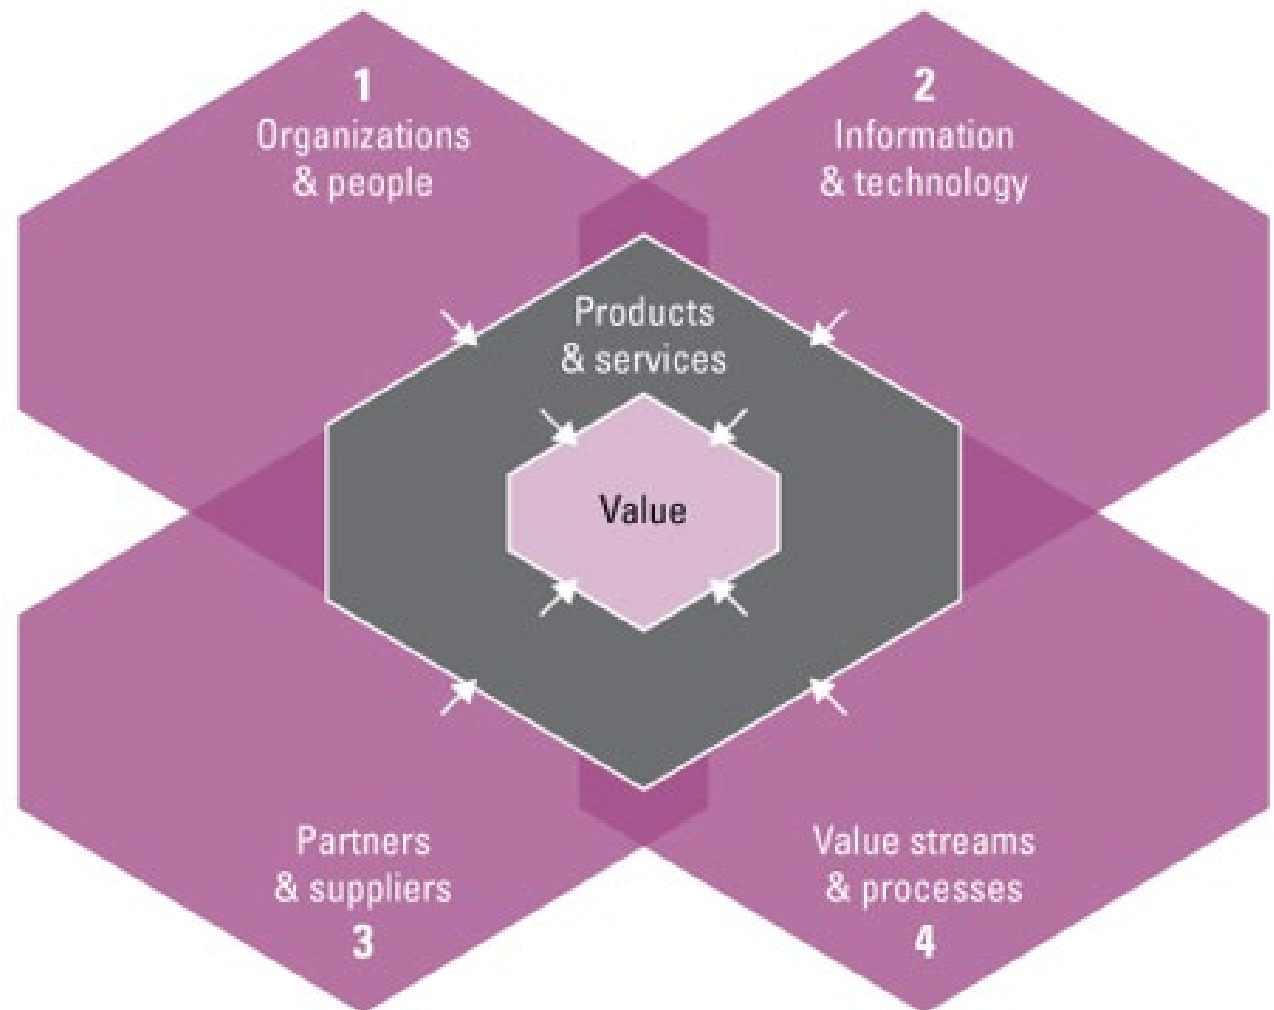 1
Organizations
& people
2
Information
& technology
Products
& services
Value
Partners
& suppliers
3
Value streams
& processes
4